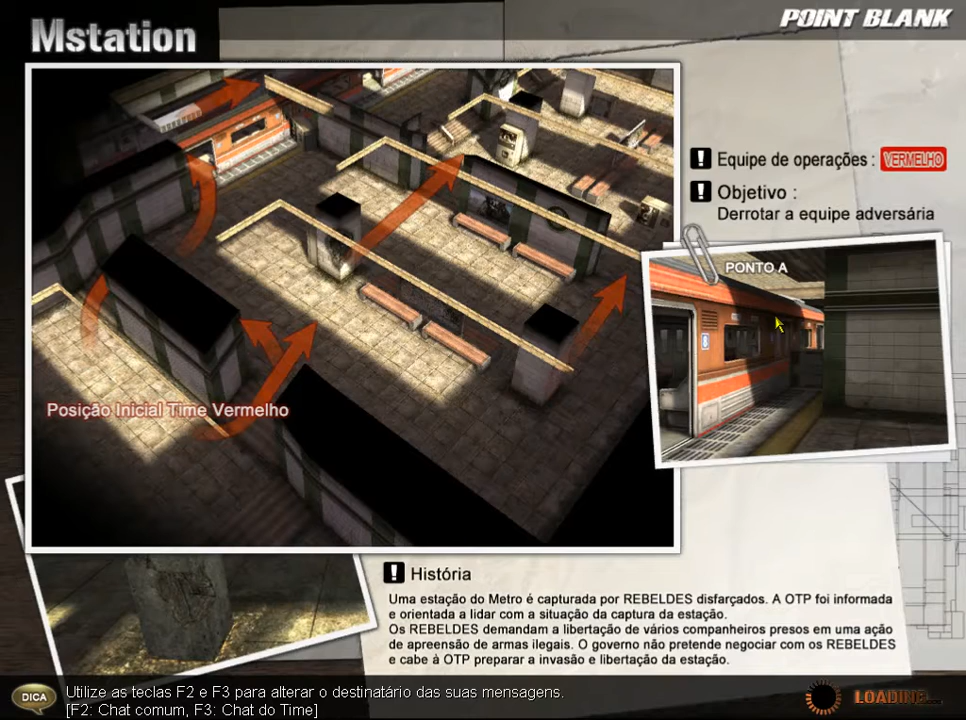 Mstation
POINT BLANK
Equipe de operações : VERMELHO
Objetivo :
Derrotar a equipe adversária
PONTO A
Posição Inicial Time Vermelho
História
Uma estação do Metro é capturada por REBELDES disfarçados. A OTP foi informada
e orientada a lidar com a situação da captura da estação.
Os REBELDES demandam a libertação de vários companheiros presos em uma ação
de apreensão de armas ilegais. O governo não pretende negociar com os REBELDES
e cabe à OTP preparar a invasão e libertação da estação.
DICA
Utilize as teclas F2 e F3 para alterar o destinatário das suas mensagens.
[F2: Chat comum, F3: Chat do Time]
LOADING...